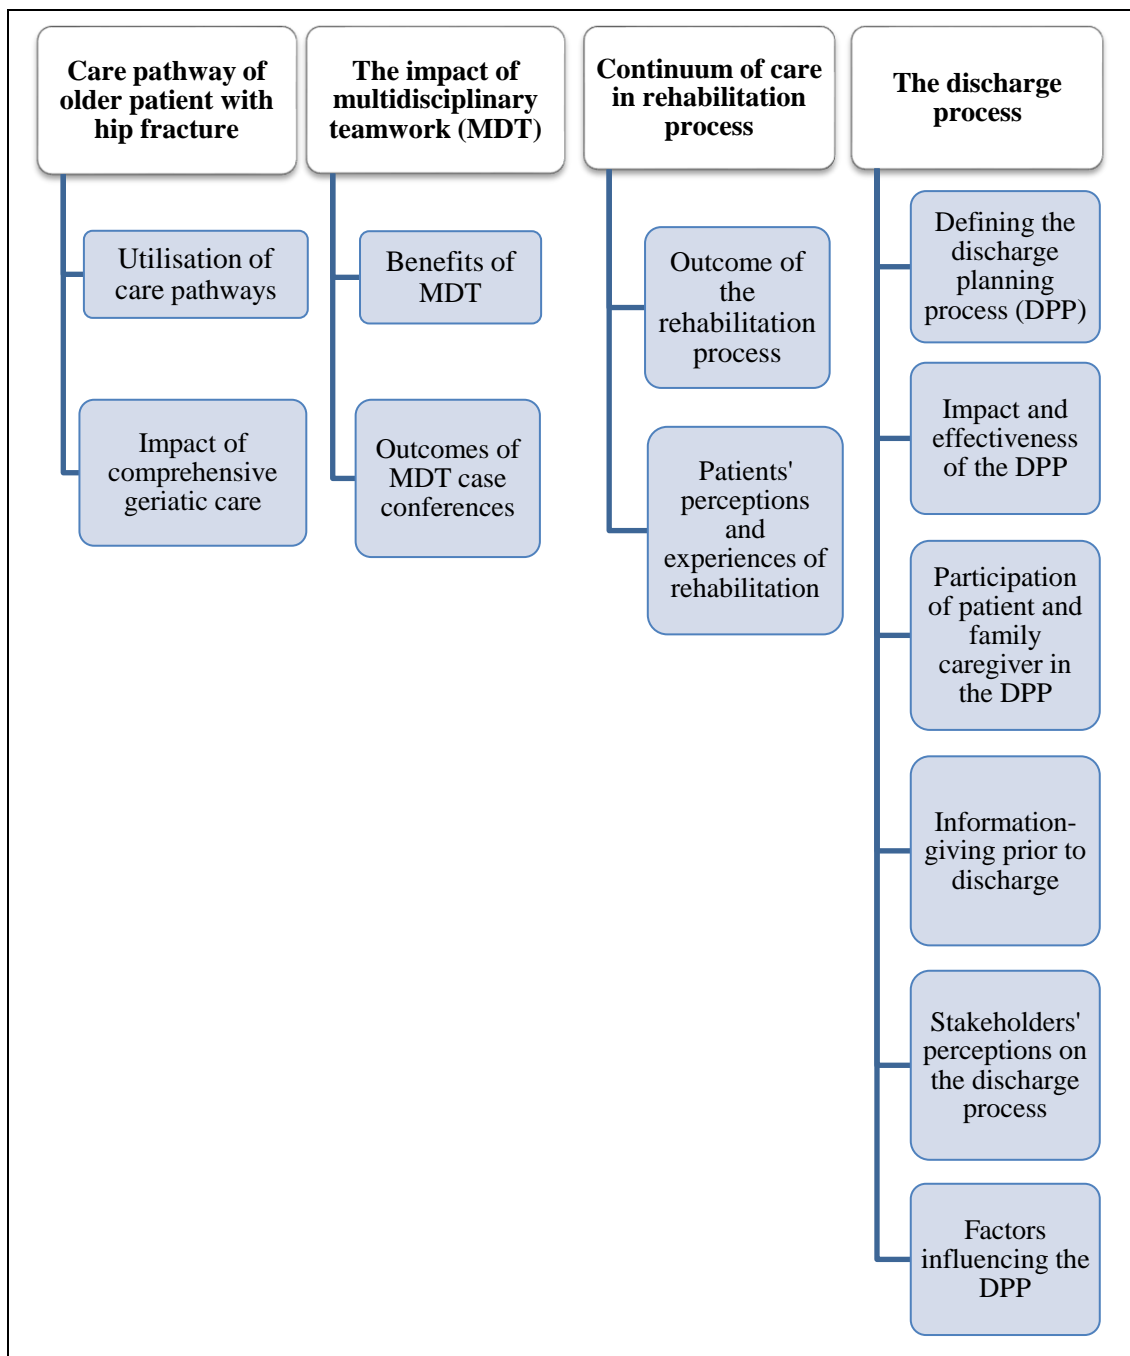 Care pathway of
older patient with
hip fracture
Utilisation of
care pathways
Impact of
comprehensive
geriatic care
The impact of
multidisciplinary
teamwork (MDT)
Benefits of
MDT
Outcomes of
MDT case
conferences
Continuum of care
in rehabilitation
process
Outcome of
the
rehabilitation
process
Patients'
perceptions
and
experiences of
rehabilitation
The discharge
process
Defining the
discharge
planning
process (DPP)
Impact and
effectiveness
of the DPP
Participation
of patient and
family
caregiver in
the DPP
Information-
giving prior to
discharge
Stakeholders'
perceptions on
the discharge
process
Factors
influencing the
DPP